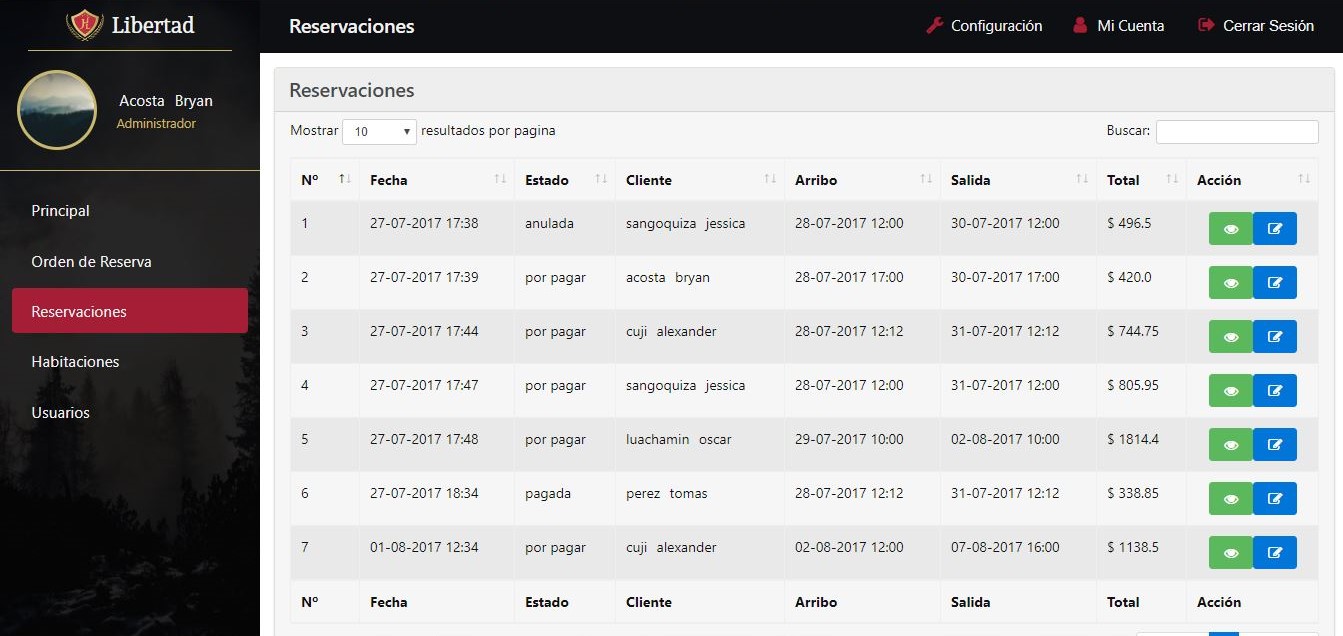 Libertad
Reservaciones
Configuración
Mi Cuenta
Cerrar Sesión
Acosta Bryan
Administrador
Principal
Orden de Reserva
Reservaciones
Habitaciones
Usuarios
Reservaciones
Mostrar 10 resultados por pagina
Buscar:
Nº Fecha Estado Cliente Arribo Salida Total Acción
1 27-07-2017 17:38 anulada sangoquiza jessica 28-07-2017 12:00 30-07-2017 12:00 $ 496.5
2 27-07-2017 17:39 por pagar acosta bryan 28-07-2017 17:00 30-07-2017 17:00 $ 420.0
3 27-07-2017 17:44 por pagar cuji alexander 28-07-2017 12:12 31-07-2017 12:12 $ 744.75
4 27-07-2017 17:47 por pagar sangoquiza jessica 28-07-2017 12:00 31-07-2017 12:00 $ 805.95
5 27-07-2017 17:48 por pagar luachamin oscar 29-07-2017 10:00 02-08-2017 10:00 $ 1814.4
6 27-07-2017 18:34 pagada perez tomas 28-07-2017 12:12 31-07-2017 12:12 $ 338.85
7 01-08-2017 12:34 por pagar cuji alexander 02-08-2017 12:00 07-08-2017 16:00 $ 1138.5
Nº Fecha Estado Cliente Arribo Salida Total Acción